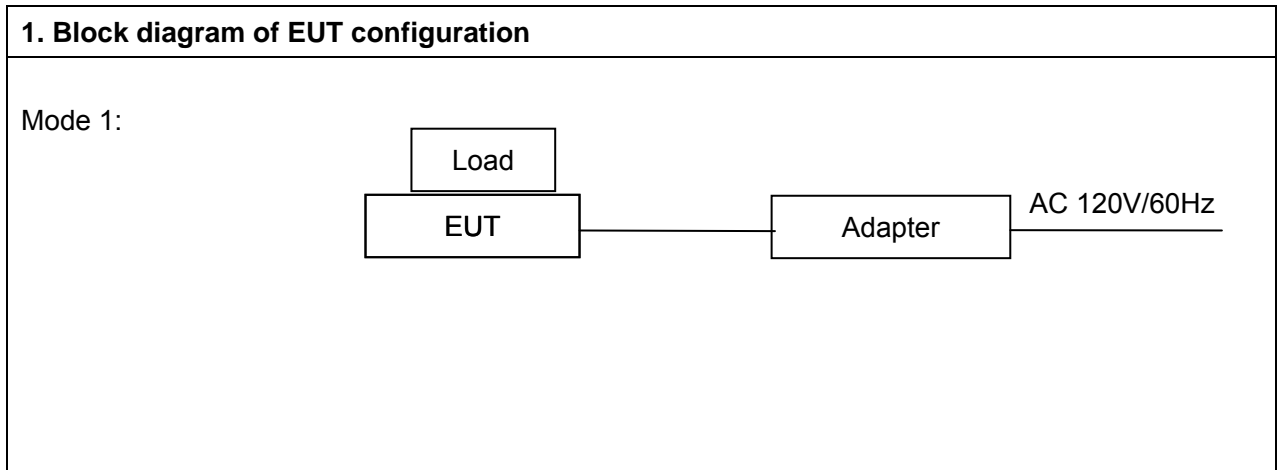 1. Block diagram of EUT configuration
Mode 1:
Load
EUT
Adapter
AC 120V/60Hz